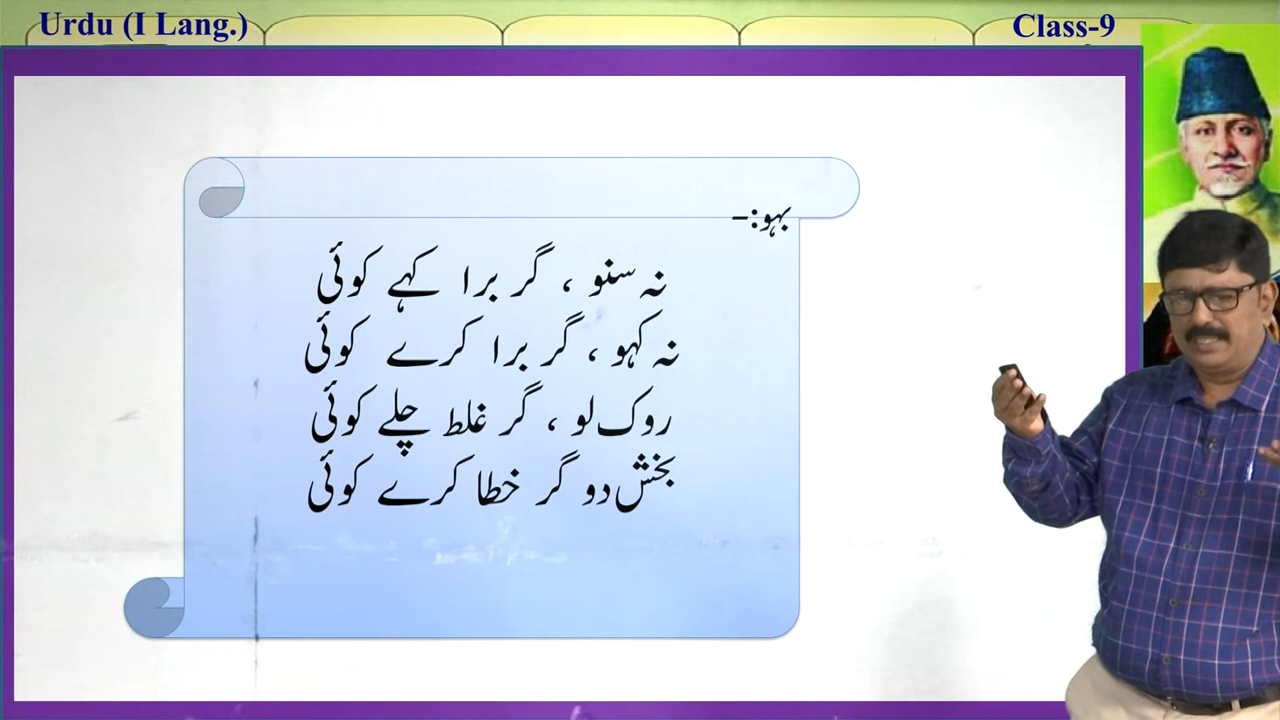 Urdu (I Lang.)
Class-9
بہو:-
نہ سنو ، گر برا کہے کوئی
نہ کہو ، گر برا کرے کوئی
روک لو ، گر غلط چلے کوئی
بخش دو گر خطا کرے کوئی